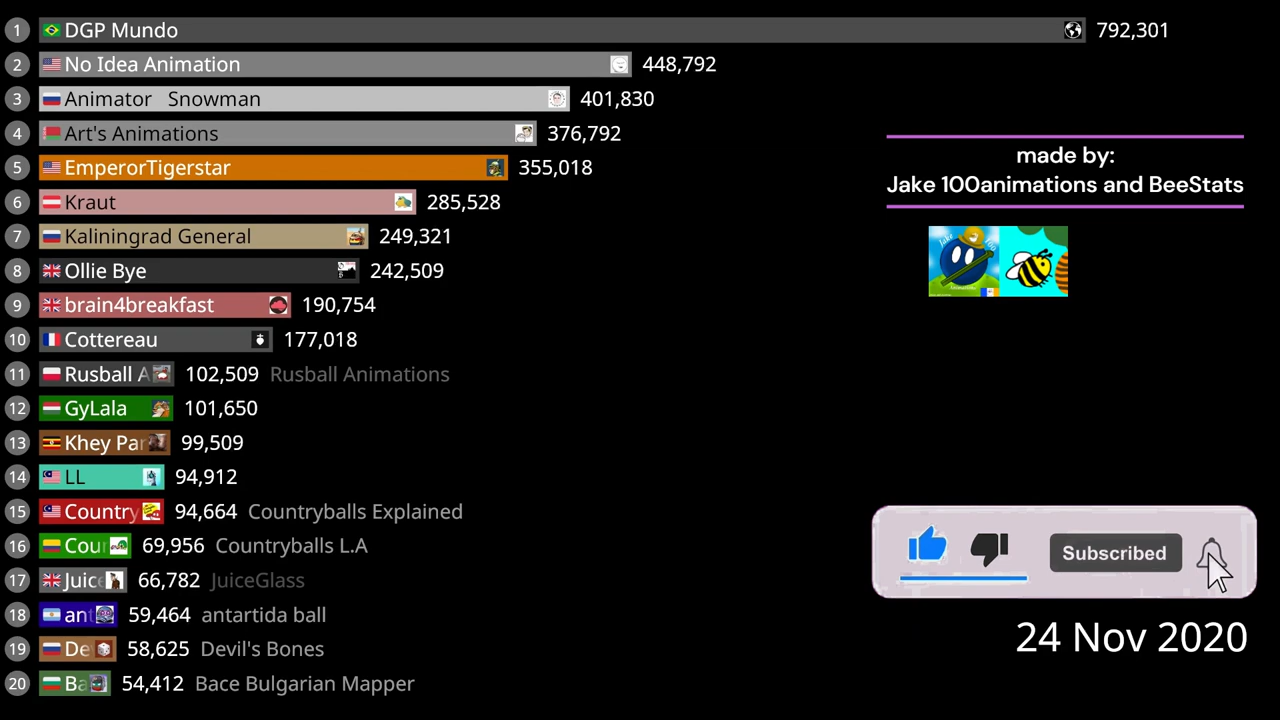 1 DGP Mundo 792,301
2 No Idea Animation 448,792
3 Animator Snowman 401,830
4 Art's Animations 376,792
5 EmperorTigerstar 355,018
made by:
Jake 100animations and BeeStats
6 Kraut 285,528
7 Kaliningrad General 249,321
8 Ollie Bye 242,509
9 brain4breakfast 190,754
10 Cottereau 177,018
11 Rusball A 102,509 Rusball Animations
12 GyLala 101,650
13 Khey Par 99,509
14 LL 94,912
15 Country 94,664 Countryballs Explained
16 Cour 69,956 Countryballs L.A
17 Juic 66,782 JuiceGlass
Subscribed
18 ant 59,464 antartida ball
19 De 58,625 Devil's Bones
20 Ba 54,412 Bace Bulgarian Mapper
24 Nov 2020